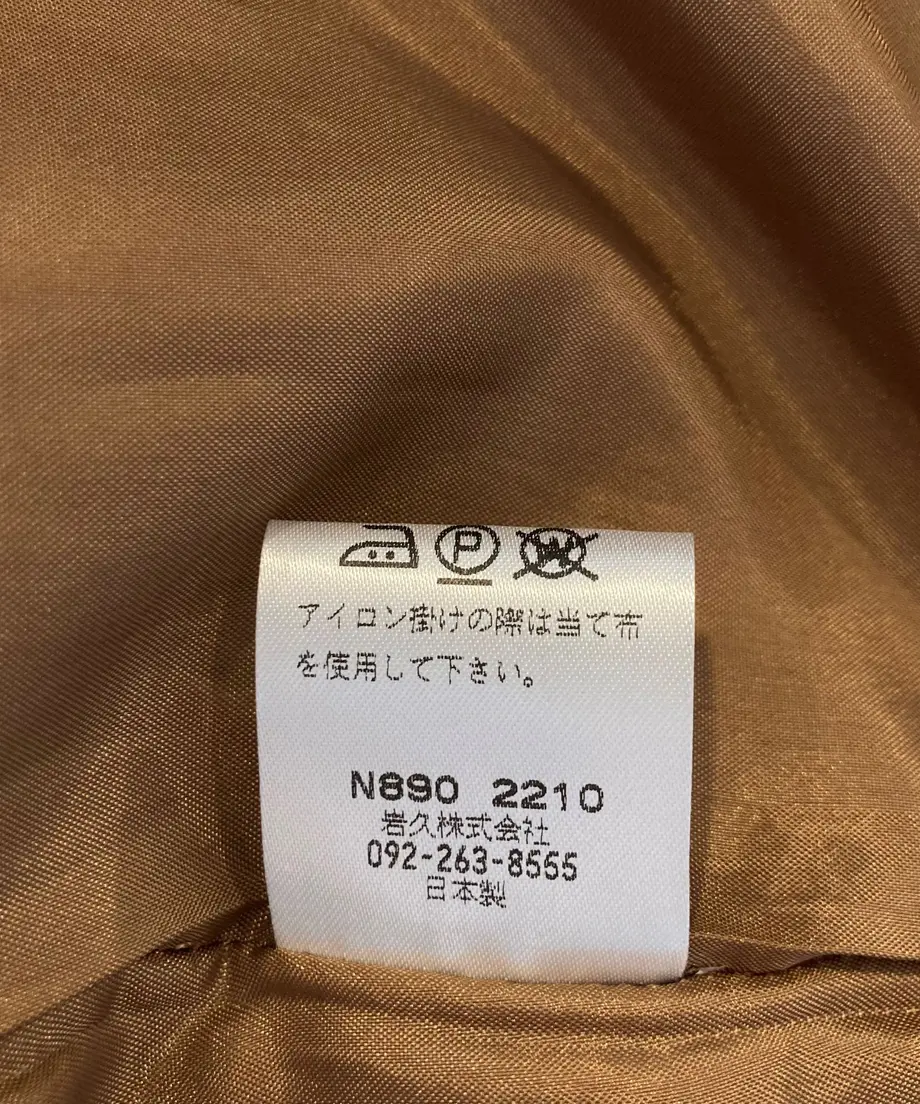 P W
アイロン掛けの際は当て布
を使用して下さい。
N890 2210
岩久株式会社
092-263-8555
日本製